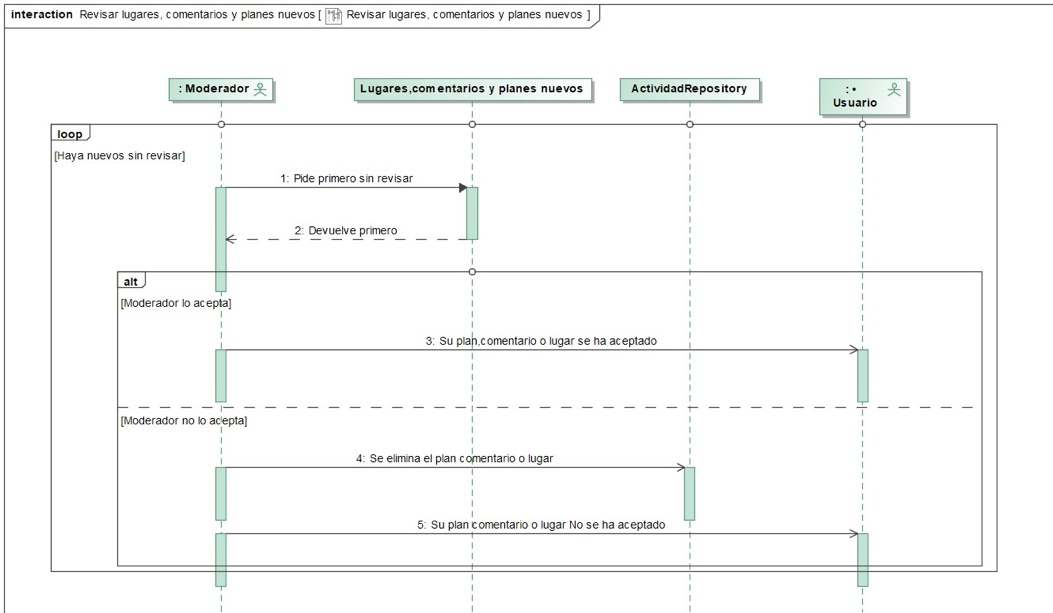 interaction Revisar lugares, comentarios y planes nuevos [ Revisar lugares, comentarios y planes nuevos ]
: Moderador
Lugares,comentarios y planes nuevos
ActividadRepository
: •
Usuario
loop
[Haya nuevos sin revisar]
1: Pide primero sin revisar
2: Devuelve primero
alt
[Moderador lo acepta]
3: Su plan,comentario o lugar se ha aceptado
[Moderador no lo acepta]
4: Se elimina el plan comentario o lugar
5: Su plan comentario o lugar No se ha aceptado